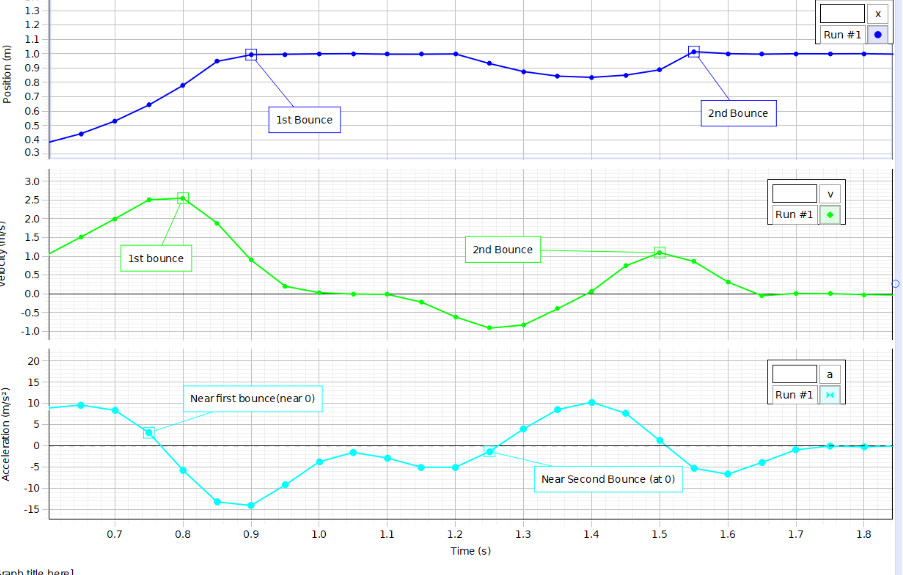 1.3
1.2
1.1
1.0
0.9
0.8
0.7
0.6
0.5
0.4
0.3
Position (m)
x
Run #1
1st Bounce
2nd Bounce
3.0
2.5
2.0
1.5
1.0
0.5
0.0
-0.5
-1.0
Velocity (m/s)
v
Run #1
1st bounce
2nd Bounce
20
15
10
5
0
-5
-10
-15
Acceleration (m/s²)
a
Run #1
Near first bounce(near 0)
Near Second Bounce (at 0)
0.7 0.8 0.9 1.0 1.1 1.2 1.3 1.4 1.5 1.6 1.7 1.8
Time (s)
title here]